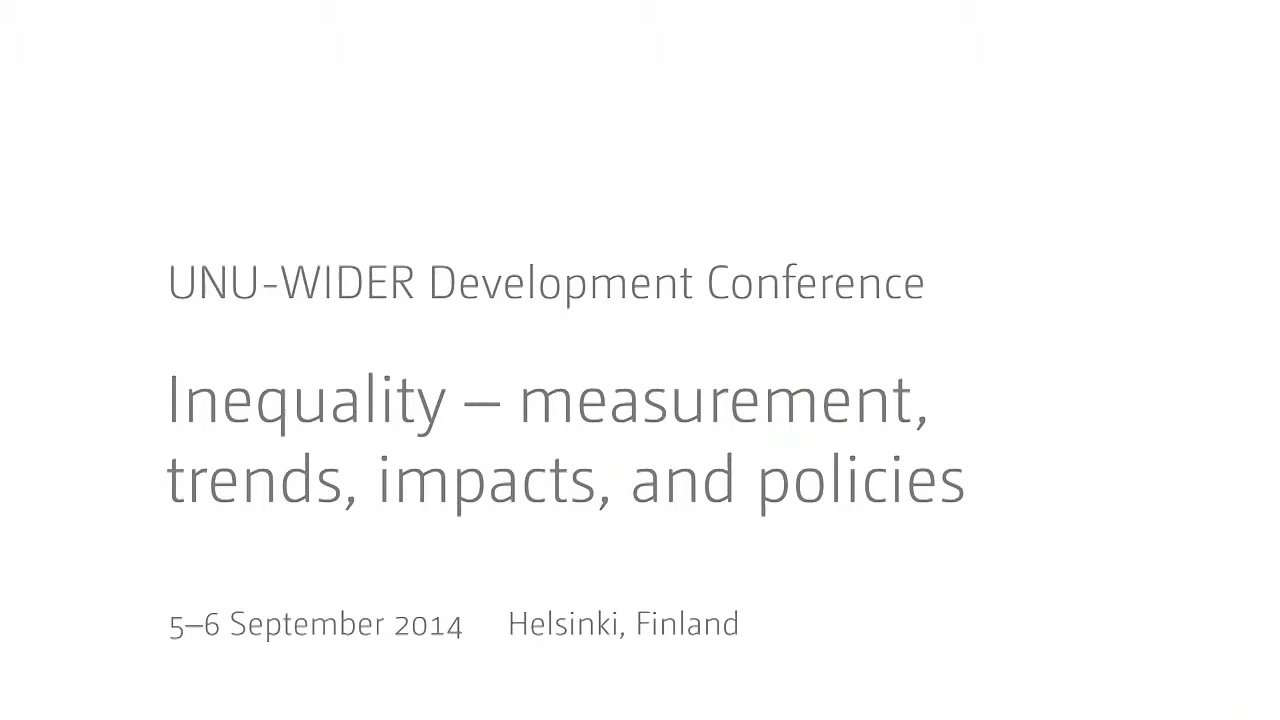 UNU-WIDER Development Conference
Inequality – measurement,
trends, impacts, and policies
5–6 September 2014 Helsinki, Finland